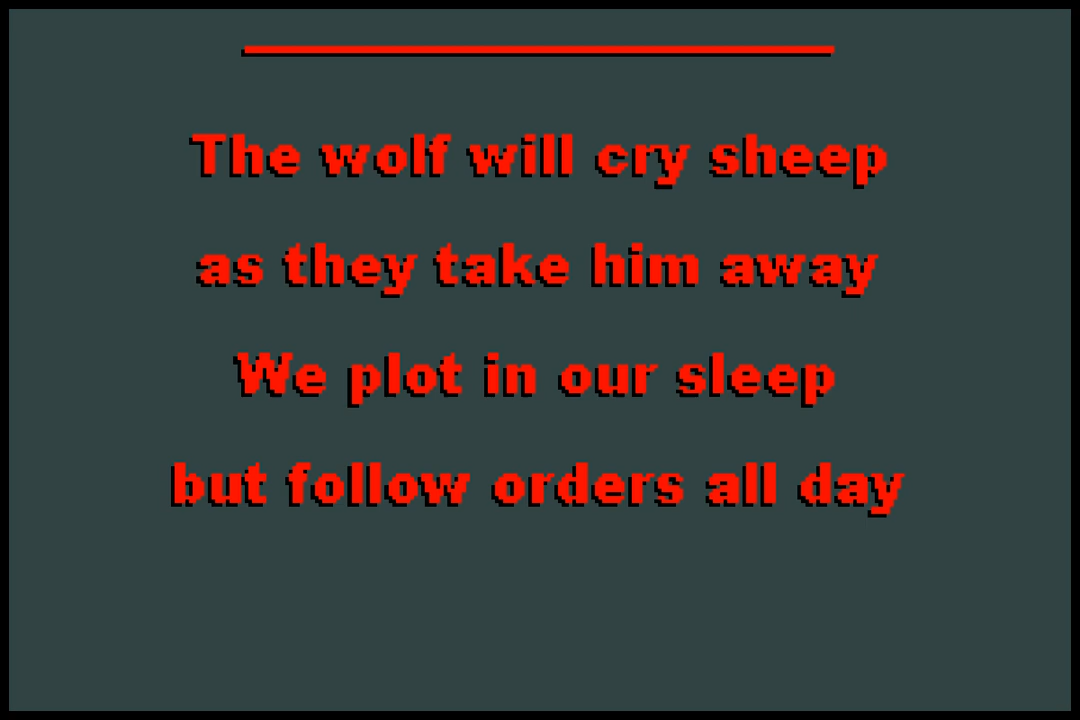 The wolf will cry sheep
as they take him away
We plot in our sleep
but follow orders all day